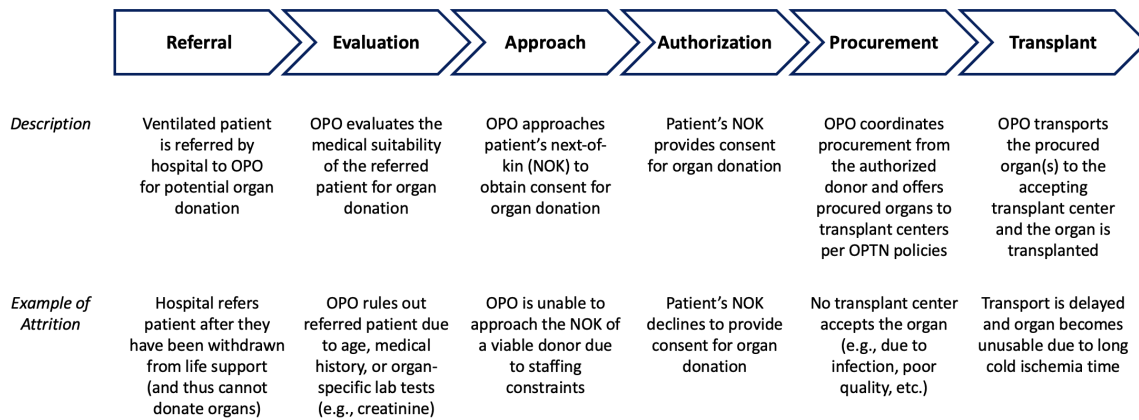 Referral
Evaluation
Approach
Authorization
Procurement
Transplant
Description
Ventilated patient
is referred by
hospital to OPO
for potential organ
donation
OPO evaluates the
medical suitability
of the referred
patient for organ
donation
OPO approaches
patient's next-of-
kin (NOK) to
obtain consent for
organ donation
Patient's NOK
provides consent
for organ donation
OPO coordinates
procurement from
the authorized
donor and offers
procured organs to
transplant centers
per OPTN policies
OPO transports
the procured
organ(s) to the
accepting
transplant center
and the organ is
transplanted
Example of
Attrition
Hospital refers
patient after they
have been withdrawn
from life support
(and thus cannot
donate organs)
OPO rules out
referred patient due
to age, medical
history, or organ-
specific lab tests
(e.g., creatinine)
OPO is unable to
approach the NOK of
a viable donor due
to staffing
constraints
Patient's NOK
declines to provide
consent for organ
donation
No transplant center
accepts the organ
(e.g., due to
infection, poor
quality, etc.)
Transport is delayed
and organ becomes
unusable due to long
cold ischemia time